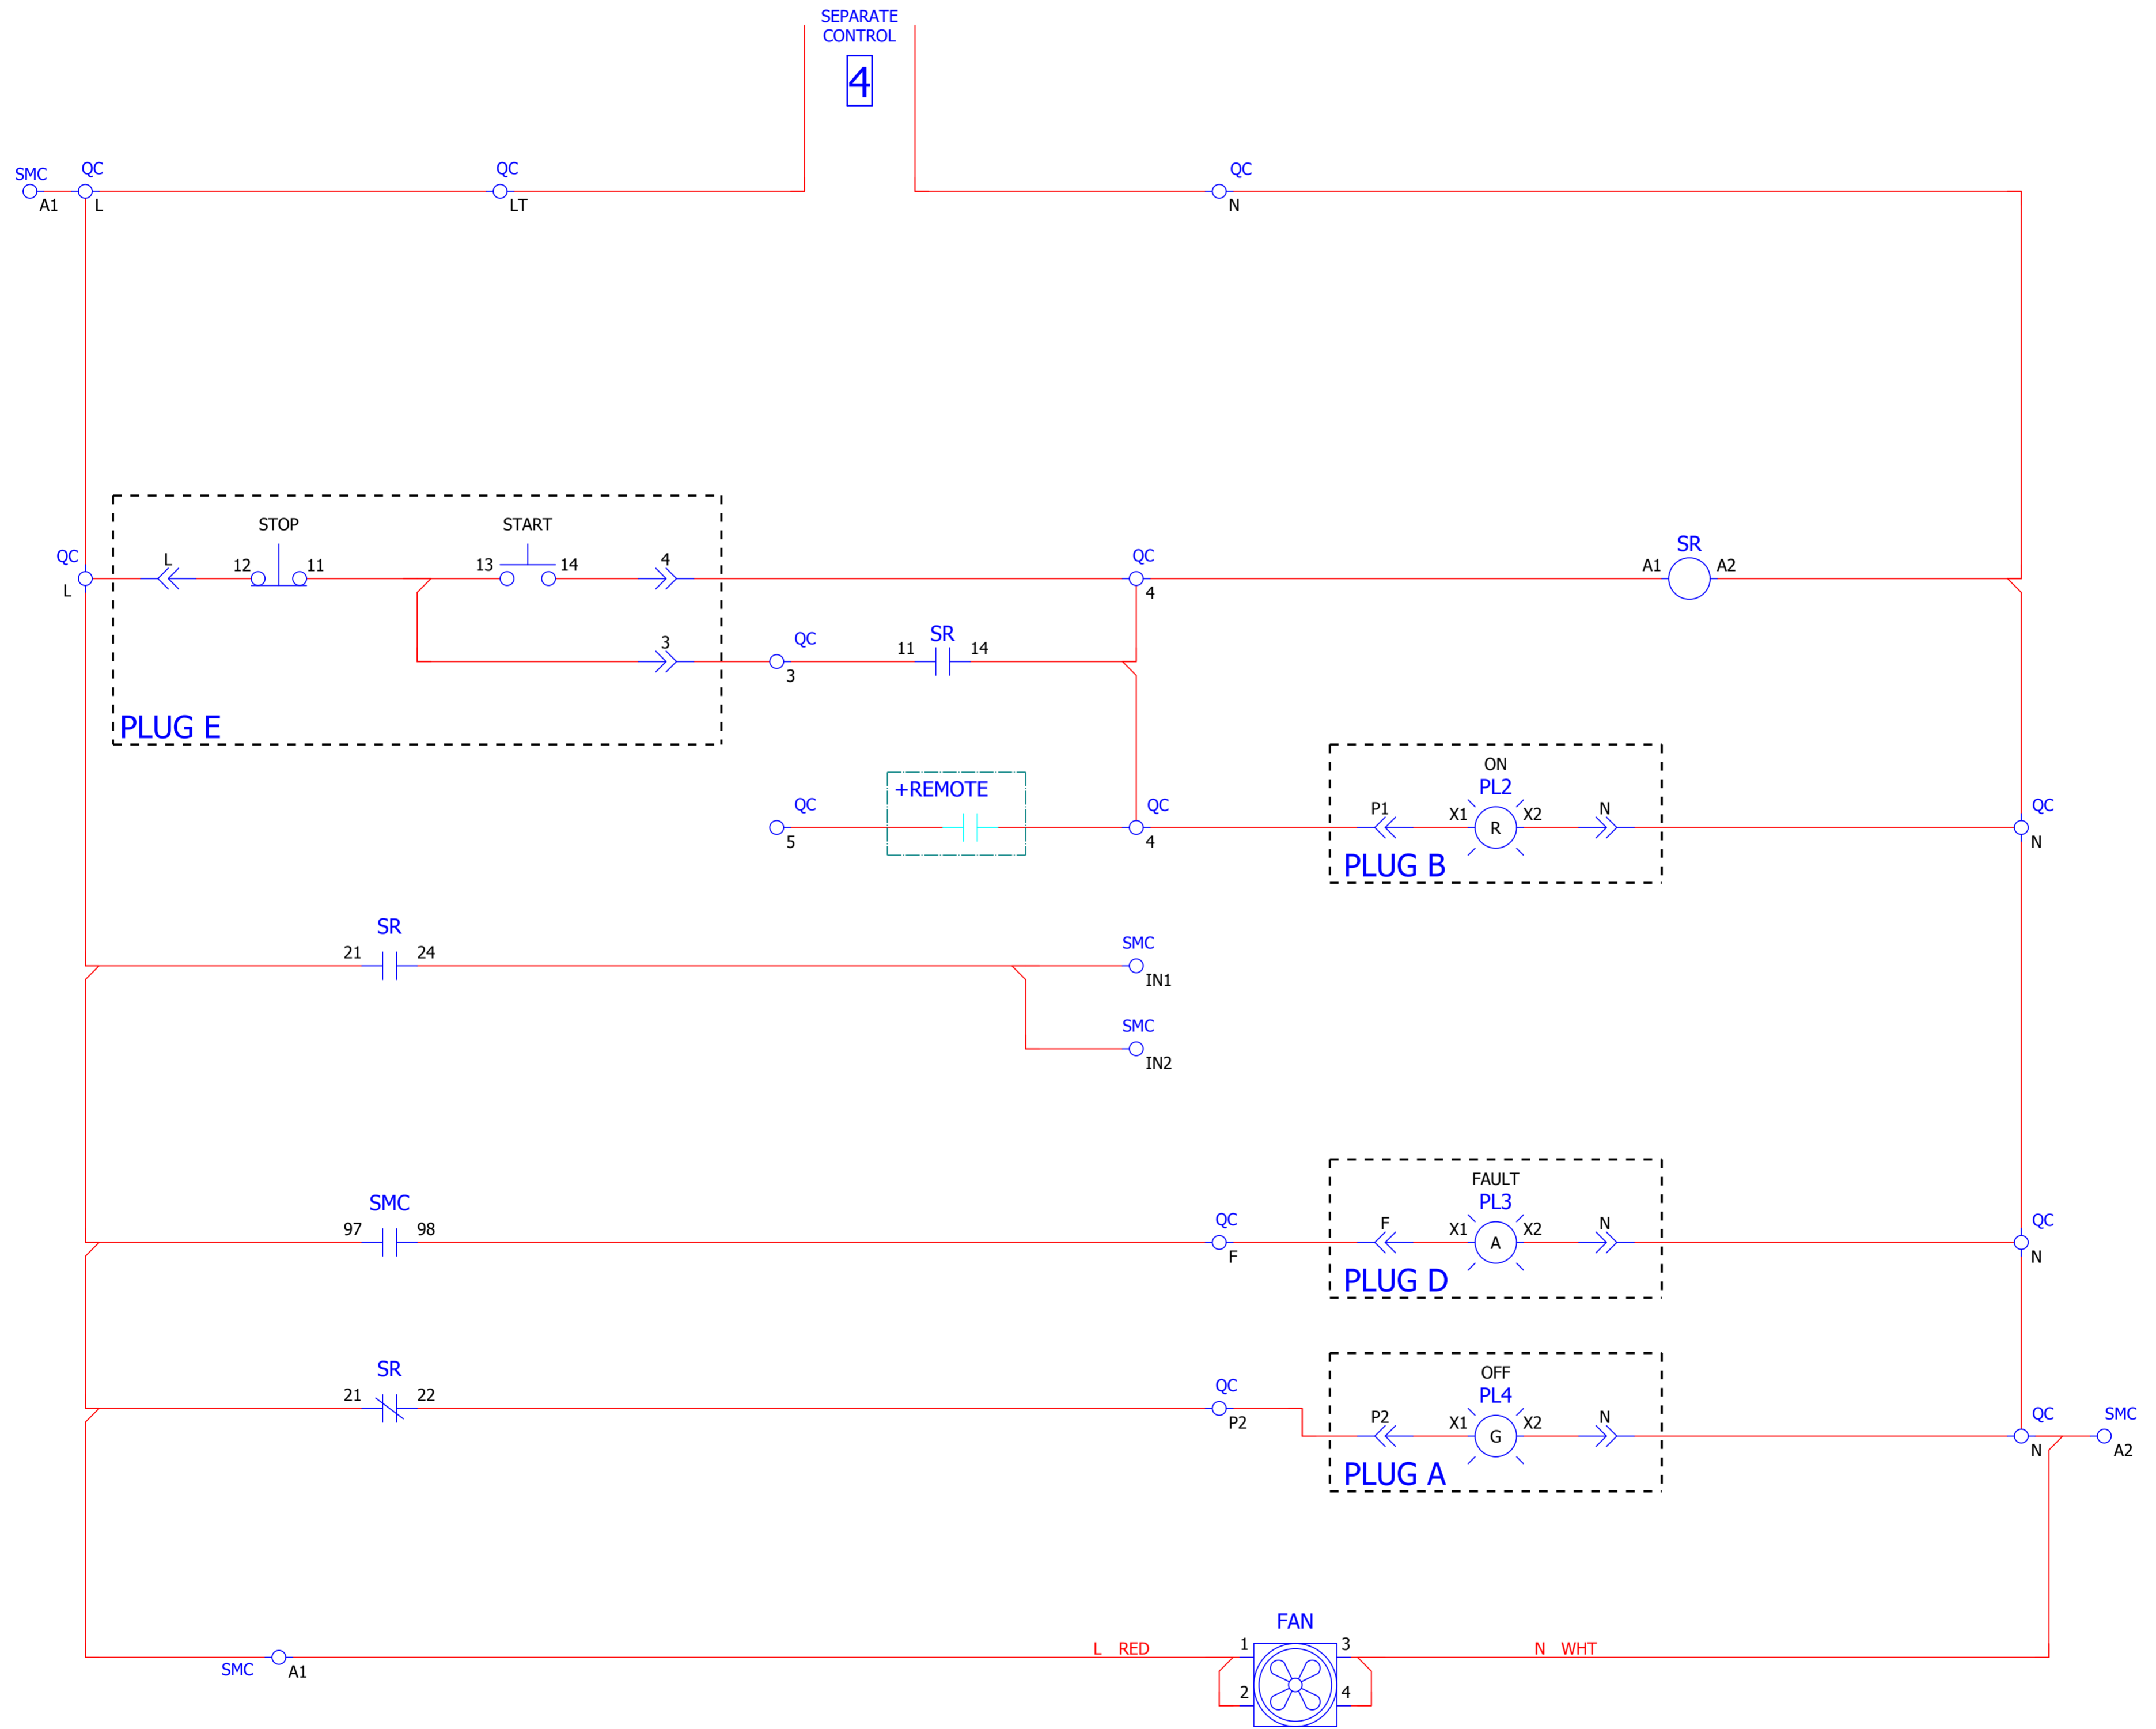 SEPARATE
CONTROL
4
SMC
A1
QC
L
QC
LT
QC
N
QC
L
L
STOP
12
11
START
13
14
4
3
PLUG E
QC
4
SR
A1
A2
QC
3
SR
11
14
QC
5
+REMOTE
QC
4
ON
PL2
P1
X1
R
X2
N
PLUG B
QC
N
SR
21
24
SMC
IN1
SMC
IN2
SMC
97
98
QC
F
FAULT
PL3
F
X1
A
X2
N
PLUG D
QC
N
SR
21
22
QC
P2
OFF
PL4
P2
X1
G
X2
N
PLUG A
QC
N
SMC
A2
SMC
A1
L RED
FAN
1
3
2
4
N WHT